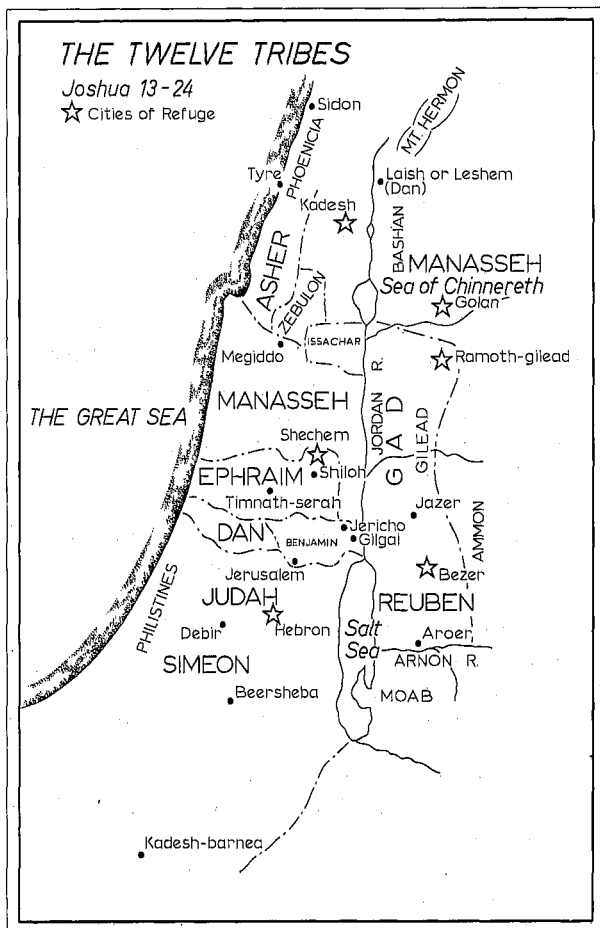 THE TWELVE TRIBES
Joshua 13-24
Cities of Refuge
Sidon
MT. HERMON
PHOENICIA
Tyre
Laish or Leshem
(Dan)
Kadesh
BASHAN
ASHER
MANASSEH
Sea of Chinnereth
Golan
ZEBULON
ISSACHAR
Megiddo
Ramoth-gilead
JORDAN R.
MANASSEH
THE GREAT SEA
GAD
GILEAD
Shechem
EPHRAIM
Shiloh
Timnath-serah
Jazer
DAN
Jericho
BENJAMIN
Gilgal
AMMON
Jerusalem
Bezer
JUDAH
REUBEN
PHILISTINES
Debir
Hebron
Salt
Sea
Aroer
SIMEON
ARNON R.
Beersheba
MOAB
Kadesh-barnea